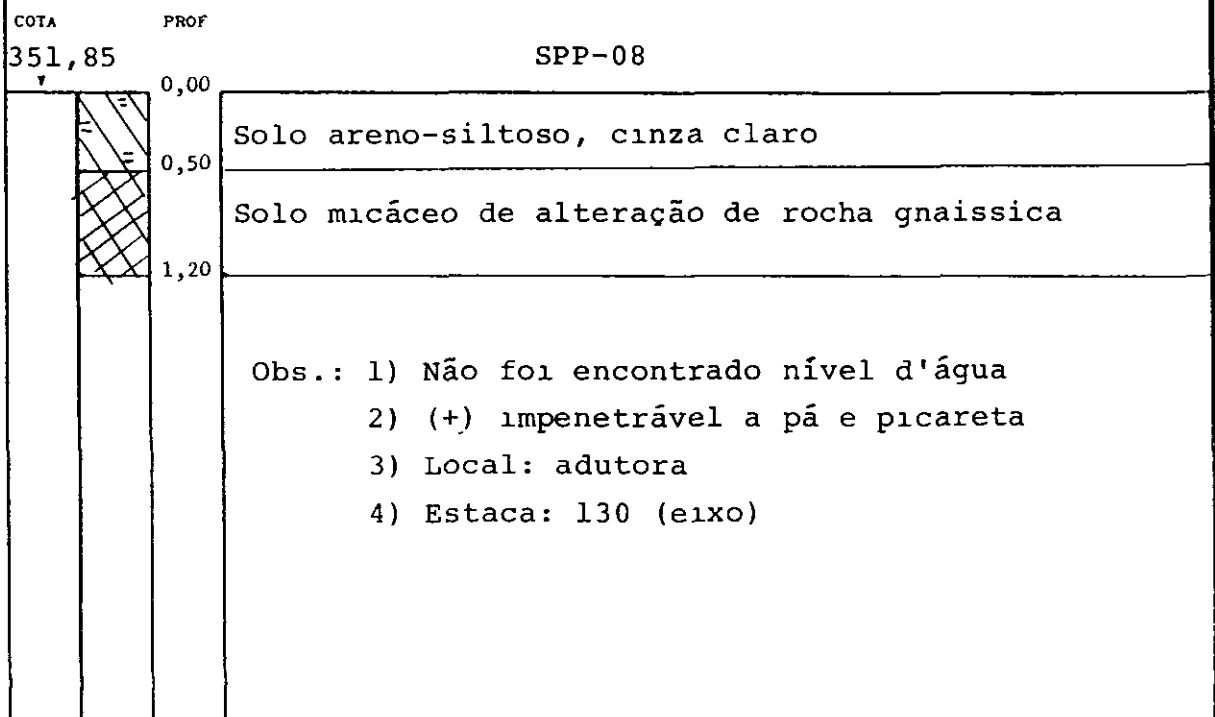 COTA PROF
351,85 SPP-08
0,00
Solo areno-siltoso, cinza claro
0,50
Solo micáceo de alteração de rocha gnaissica
1,20
Obs.: 1) Não foi encontrado nível d'água
2) (+) impenetrável a pá e picareta
3) Local: adutora
4) Estaca: 130 (eixo)